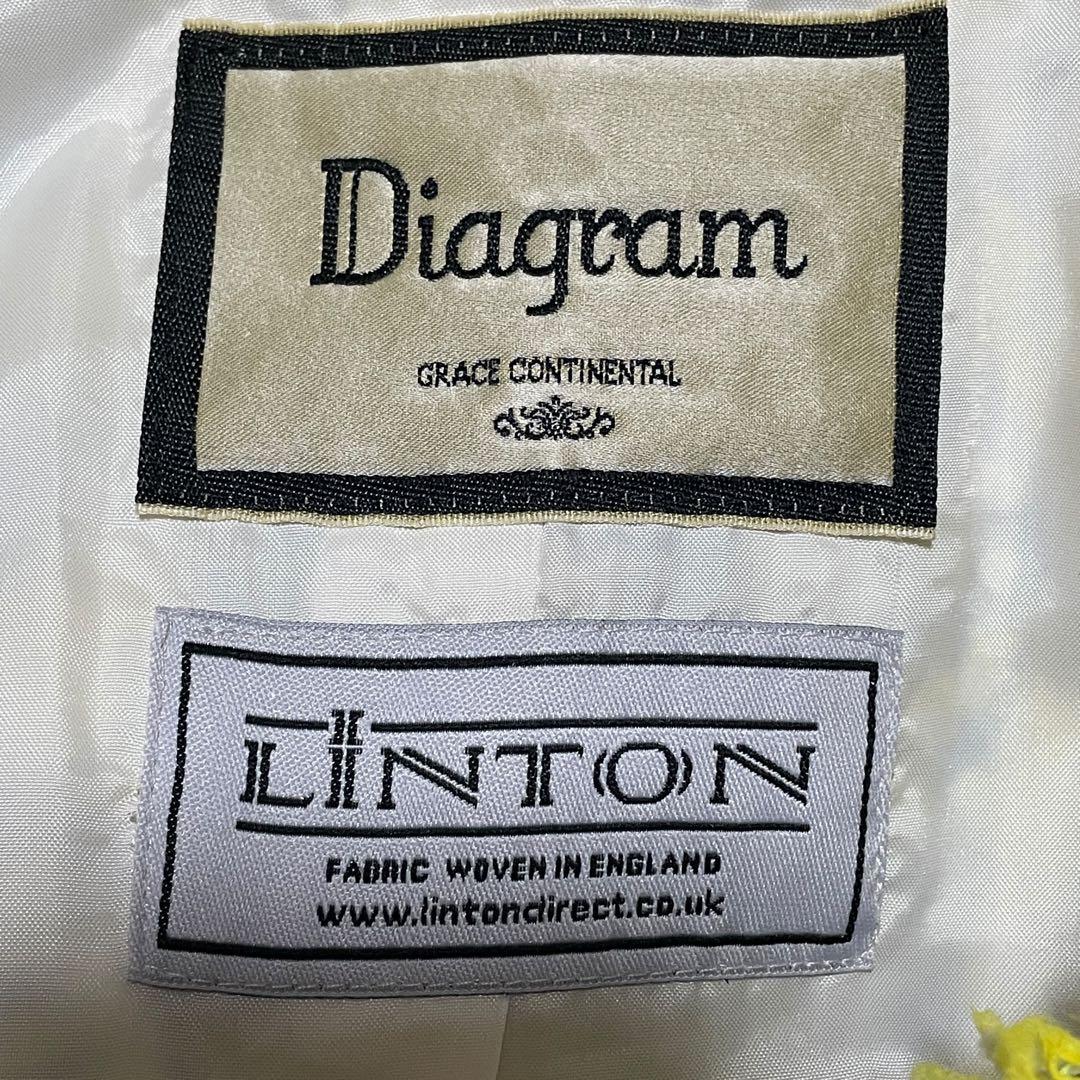 Diagram
GRACE CONTINENTAL
LINTON
FABRIC WOVEN IN ENGLAND
www.lintondirect.co.uk